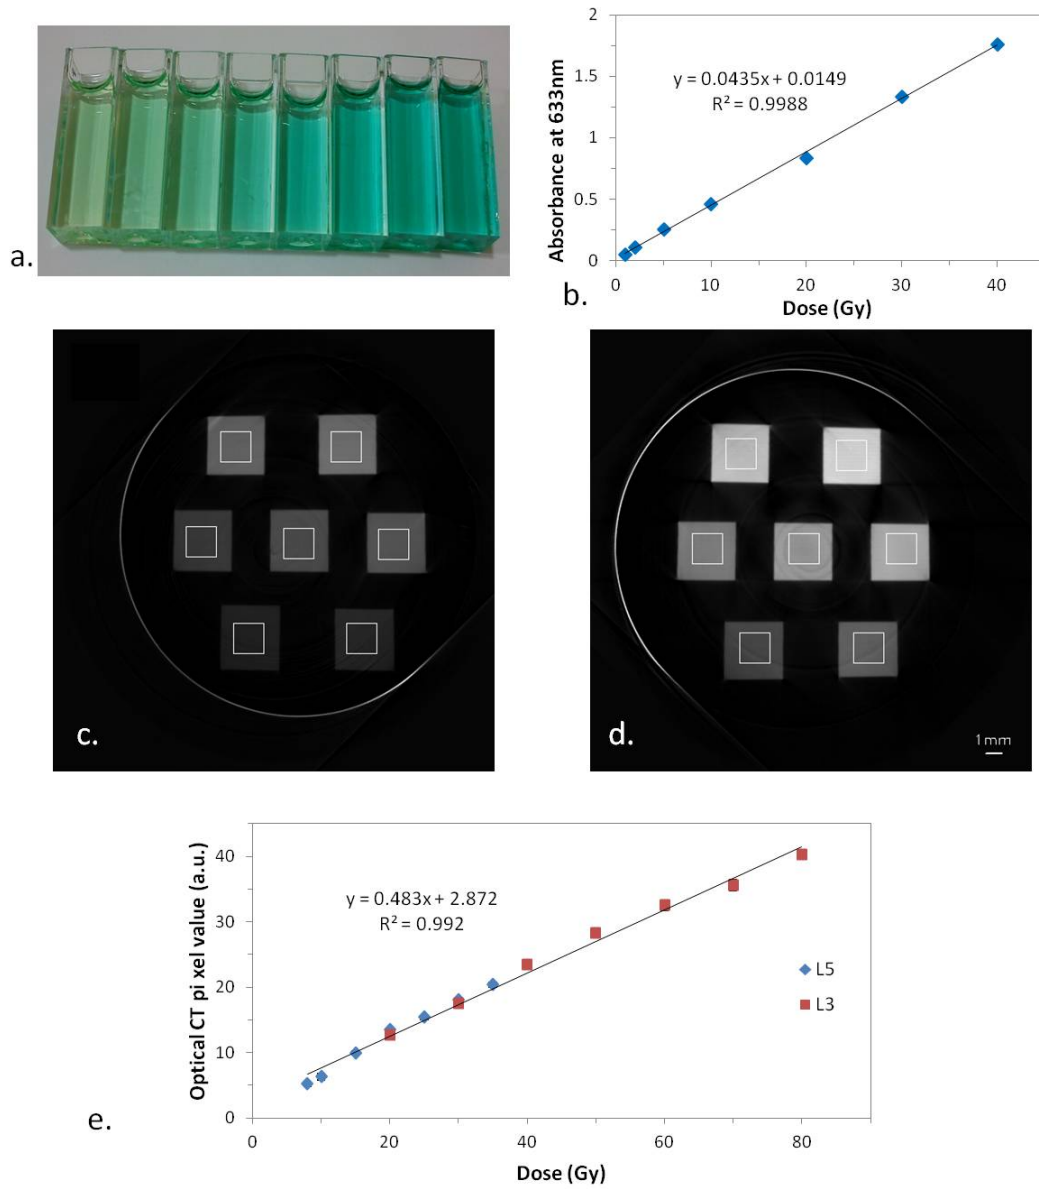 a.
Absorbance at 633nm
2
1.5
1
0.5
0
y = 0.0435x + 0.0149
R² = 0.9988
0 10 20 30 40
Dose (Gy)
b.
c.
d.
1 mm
Optical CT pi xel value (a.u.)
40
30
20
10
0
y = 0.483x + 2.872
R² = 0.992
L5
L3
0 20 40 60 80
Dose (Gy)
e.